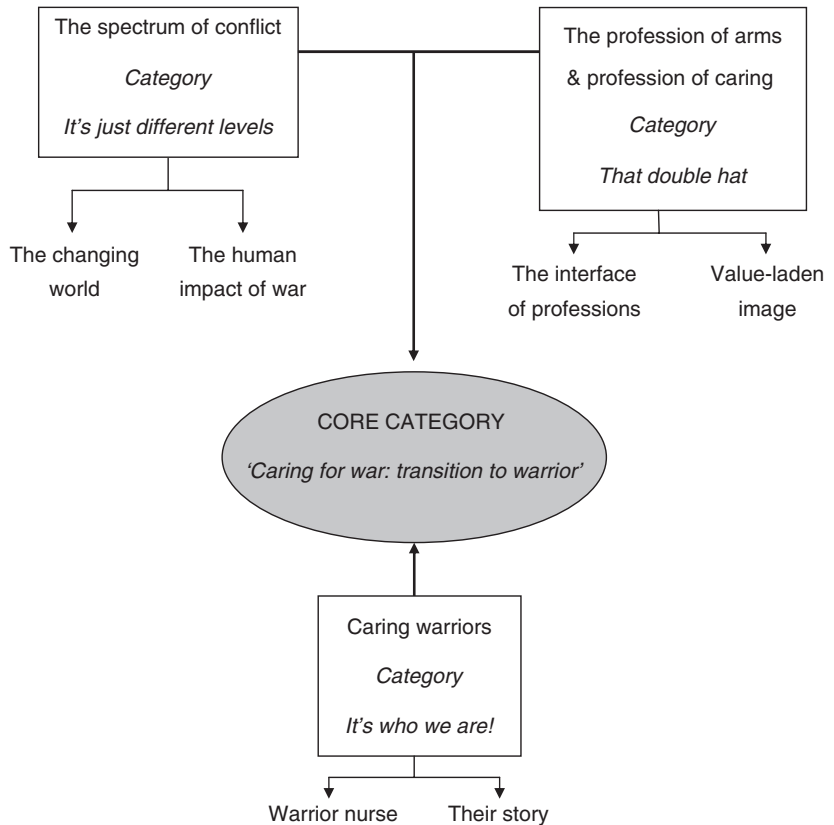 The spectrum of conflict
Category
It's just different levels
The profession of arms
& profession of caring
Category
That double hat
The changing
world
The human
impact of war
The interface
of professions
Value-laden
image
CORE CATEGORY
'Caring for war: transition to warrior'
Caring warriors
Category
It's who we are!
Warrior nurse
Their story